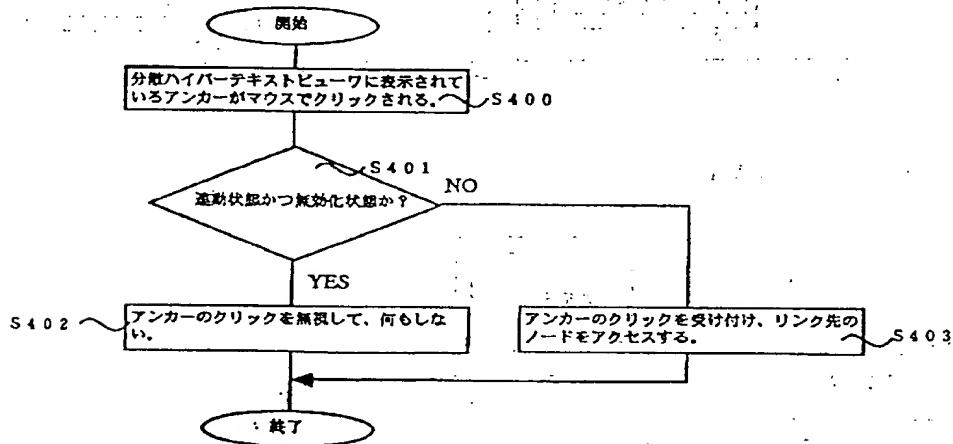 開始
分散ハイパーテキストビューワに表示されて
いるアンカーがマウスでクリックされる。
S400
S401
連動状態かつ無効化状態か?
NO
YES
S402
アンカーのクリックを無視して、何もしな
い。
アンカーのクリックを受け付け、リンク先の
ノードをアクセスする。
S403
終了